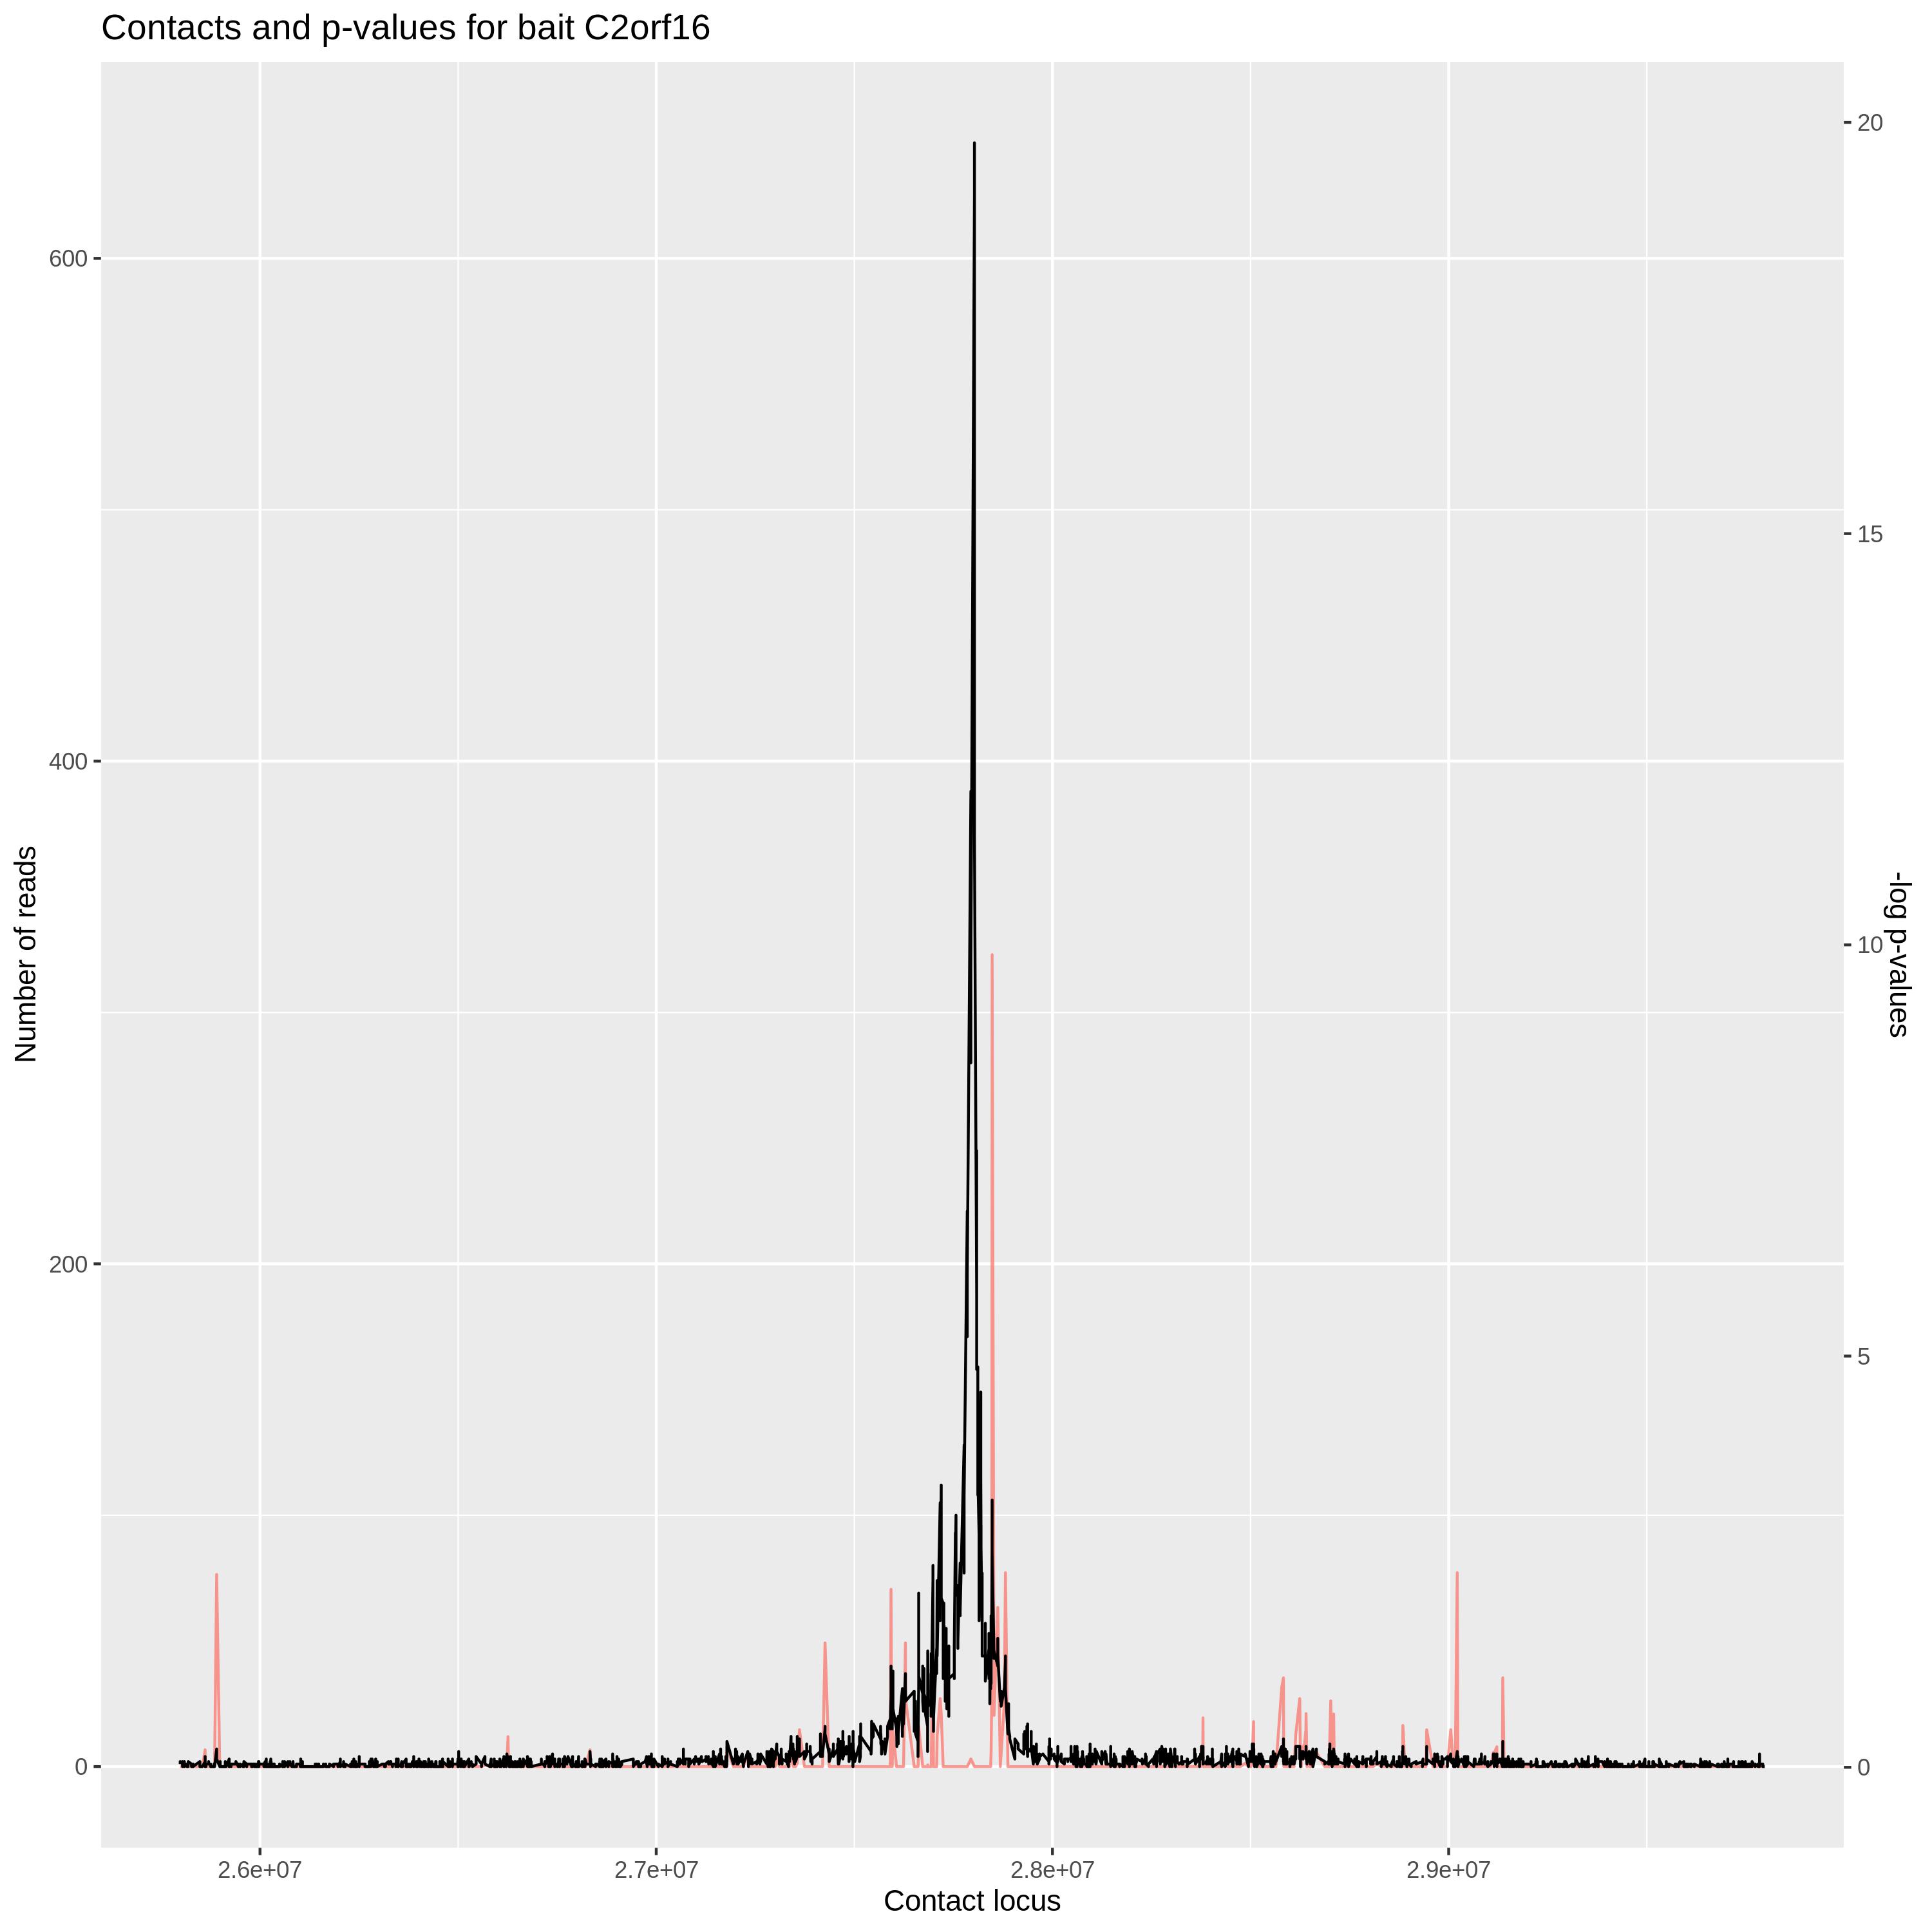 Contacts and p-values for bait C2orf16
Number of reads
600
400
200
0
20
15
10
5
0
-log p-values
2.6e+07
2.7e+07
2.8e+07
2.9e+07
Contact locus